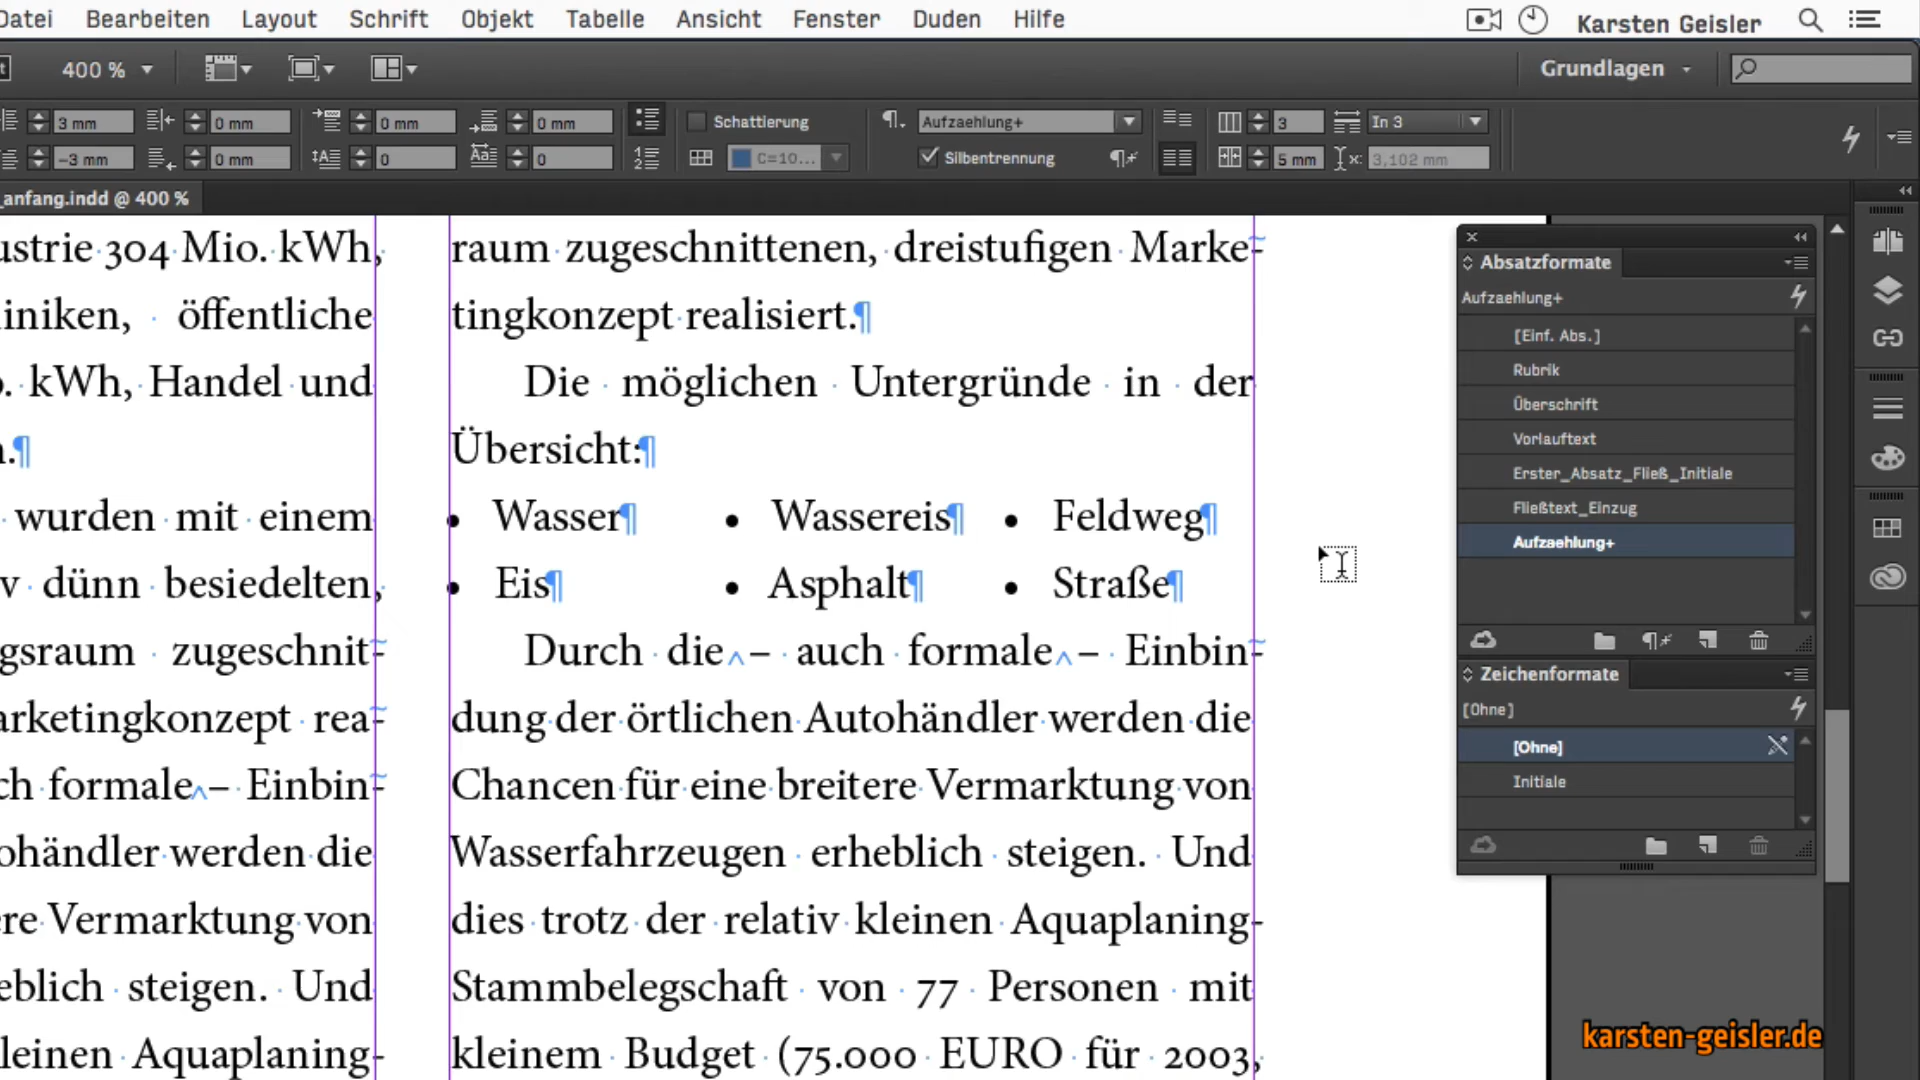 Datei Bearbeiten Layout Schrift Objekt Tabelle Ansicht Fenster Duden Hilfe Karsten Geisler
400 % Grundlagen
3 mm 0 mm 0 mm 0 mm Schattierung Aufzaehlung+ 3 In 3
-3 mm 0 mm 0 0 C=10... Silbentrennung 5 mm 3,102 mm
_anfang.indd @ 400 %
ustrie 304 Mio. kWh,
iniken, öffentliche
o. kWh, Handel und
n.¶
wurden mit einem
v dünn besiedelten,
gsraum zugeschnit-
arketingkonzept rea-
ch formale – Einbin-
ohändler werden die
ere Vermarktung von
eblich steigen. Und
leinen Aquaplaning-
raum zugeschnittenen, dreistufigen Marke-
tingkonzept realisiert.¶
Die möglichen Untergründe in der
Übersicht:¶
• Wasser¶ • Wassereis¶ • Feldweg¶
• Eis¶ • Asphalt¶ • Straße¶
Durch die – auch formale – Einbin-
dung der örtlichen Autohändler werden die
Chancen für eine breitere Vermarktung von
Wasserfahrzeugen erheblich steigen. Und
dies trotz der relativ kleinen Aquaplaning-
Stammbelegschaft von 77 Personen mit
kleinem Budget (75.000 EURO für 2003,
Absatzformate
Aufzaehlung+
[Einf. Abs.]
Rubrik
Überschrift
Vorlauftext
Erster_Absatz_Fließ_Initiale
Fließtext_Einzug
Aufzaehlung+
Zeichenformate
[Ohne]
[Ohne]
Initiale
karsten-geisler.de